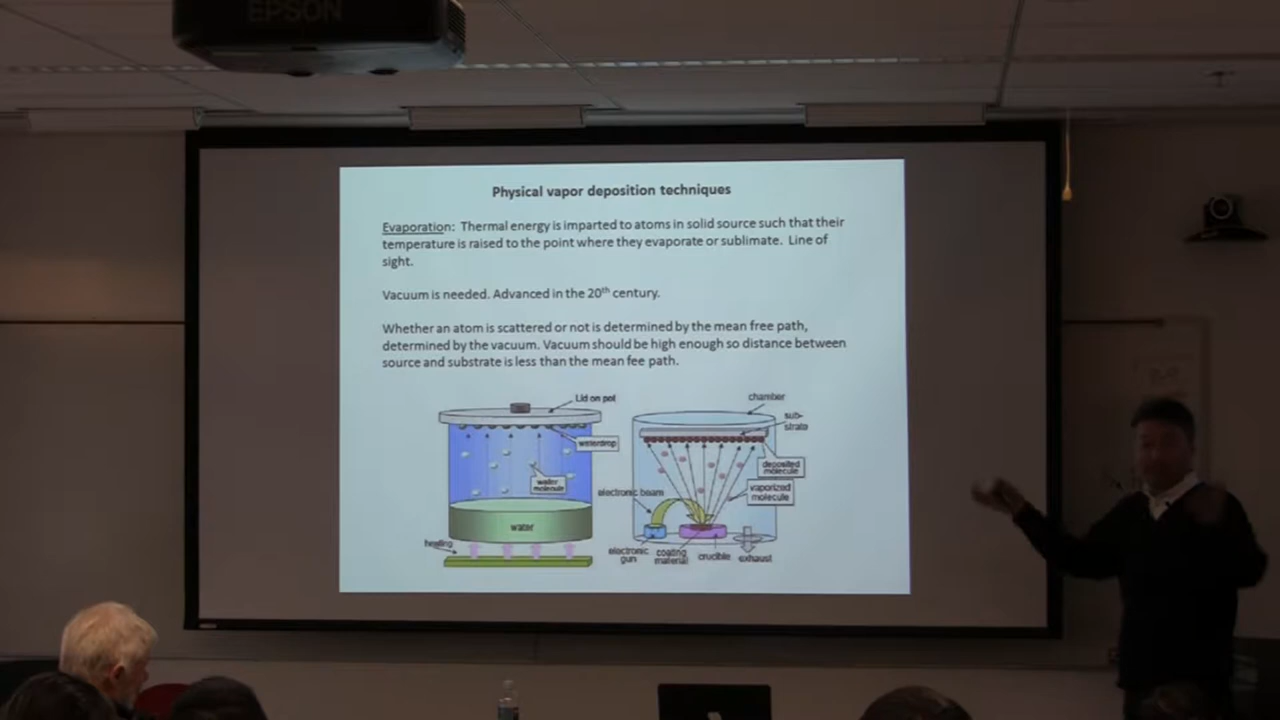 EPSON
Physical vapor deposition techniques
Evaporation: Thermal energy is imparted to atoms in solid source such that their
temperature is raised to the point where they evaporate or sublimate. Line of
sight.
Vacuum is needed. Advanced in the 20th century.
Whether an atom is scattered or not is determined by the mean free path,
determined by the vacuum. Vacuum should be high enough so distance between
source and substrate is less than the mean fee path.
Lid on pot
waterdrop
water
molecule
water
heating
chamber
sub-
strate
deposited
molecule
vaporized
molecule
electronic beam
electronic
gun
coating
material
crucible
exhaust